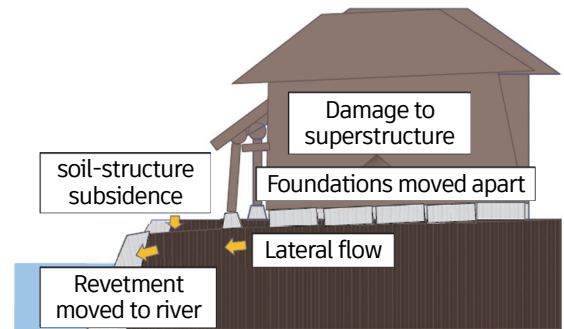 Damage to
superstructure
soil-structure
subsidence
Foundations moved apart
Lateral flow
Revetment
moved to river